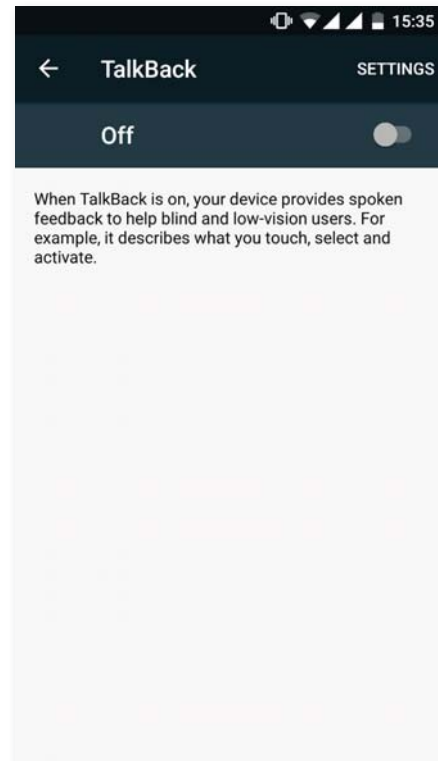 15:35
TalkBack SETTINGS
Off
When TalkBack is on, your device provides spoken
feedback to help blind and low-vision users. For
example, it describes what you touch, select and
activate.